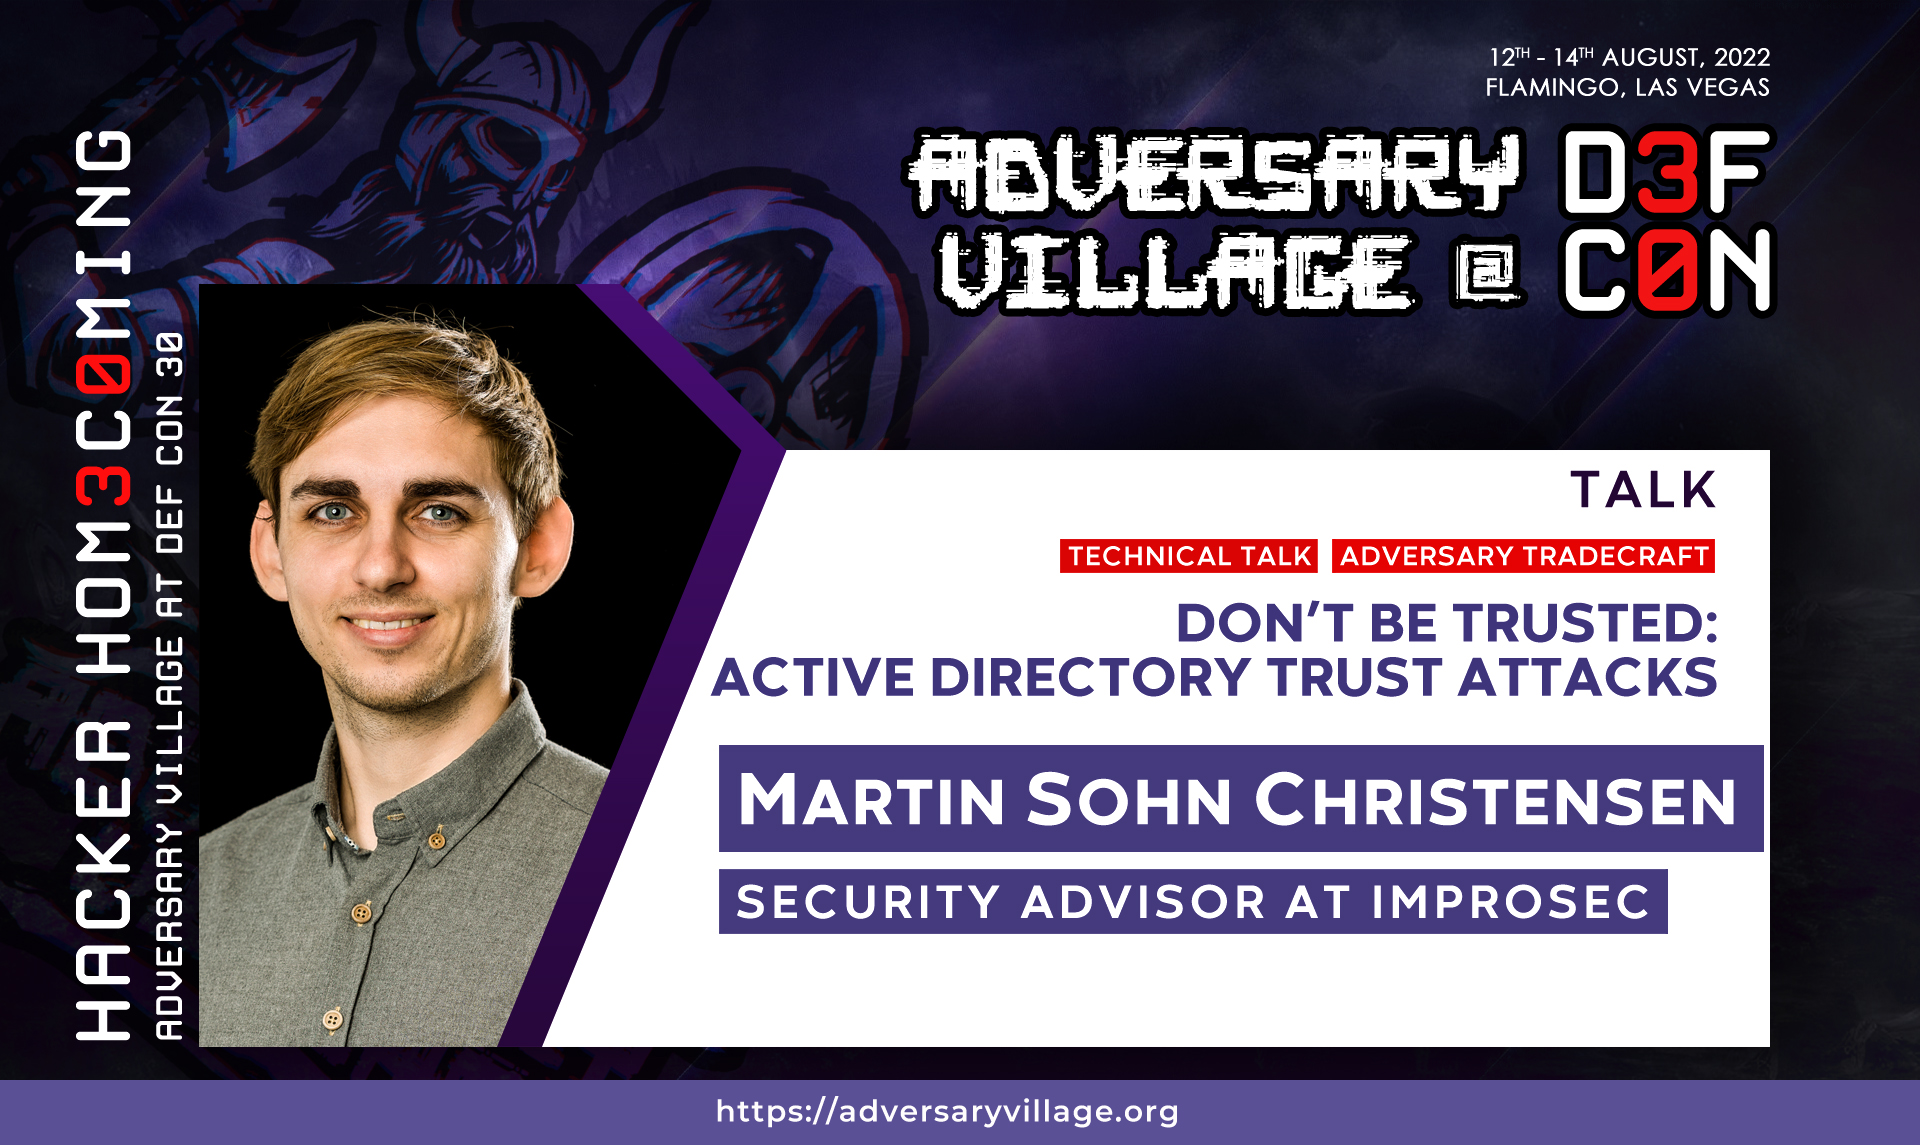 12TH - 14TH AUGUST, 2022
FLAMINGO, LAS VEGAS
ADVERSARY D3F
VILLAGE @ C0N
HACKER HOM3C0MING
ADVERSARY VILLAGE AT DEF CON 30
TALK
TECHNICAL TALK ADVERSARY TRADECRAFT
DON’T BE TRUSTED:
ACTIVE DIRECTORY TRUST ATTACKS
MARTIN SOHN CHRISTENSEN
SECURITY ADVISOR AT IMPROSEC
https://adversaryvillage.org